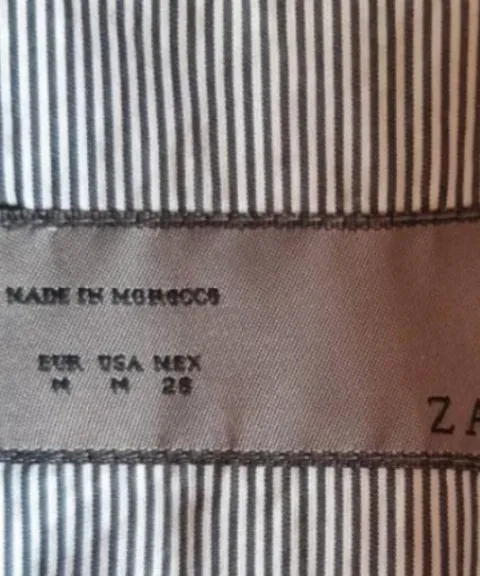 MADE IN MOROCCO
EUR USA MEX
M M 28
ZA